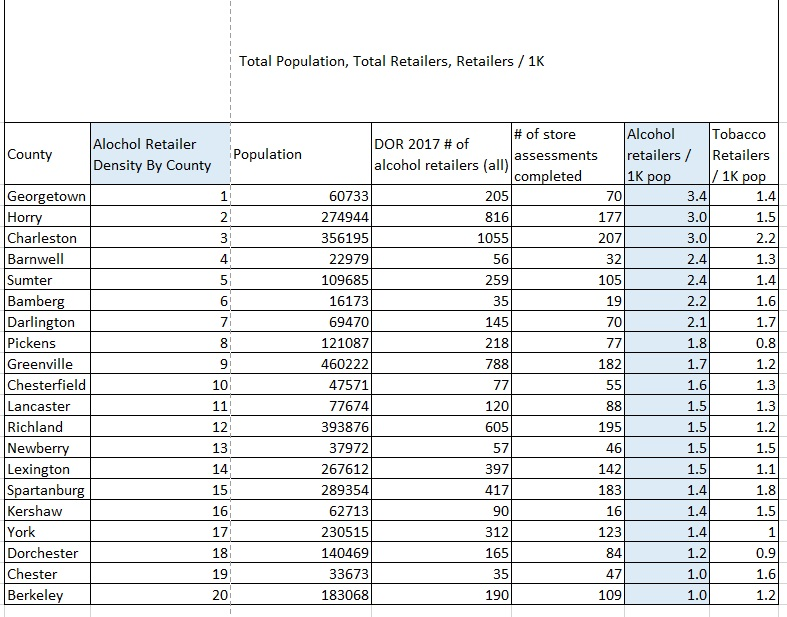 Total Population, Total Retailers, Retailers / 1K
County Alochol Retailer Density By County Population DOR 2017 # of alcohol retailers (all) # of store assessments completed Alcohol retailers / 1K pop Tobacco Retailers / 1K pop
Georgetown 1 60733 205 70 3.4 1.4
Horry 2 274944 816 177 3.0 1.5
Charleston 3 356195 1055 207 3.0 2.2
Barnwell 4 22979 56 32 2.4 1.3
Sumter 5 109685 259 105 2.4 1.4
Bamberg 6 16173 35 19 2.2 1.6
Darlington 7 69470 145 70 2.1 1.7
Pickens 8 121087 218 77 1.8 0.8
Greenville 9 460222 788 182 1.7 1.2
Chesterfield 10 47571 77 55 1.6 1.3
Lancaster 11 77674 120 88 1.5 1.3
Richland 12 393876 605 195 1.5 1.2
Newberry 13 37972 57 46 1.5 1.5
Lexington 14 267612 397 142 1.5 1.1
Spartanburg 15 289354 417 183 1.4 1.8
Kershaw 16 62713 90 16 1.4 1.5
York 17 230515 312 123 1.4 1
Dorchester 18 140469 165 84 1.2 0.9
Chester 19 33673 35 47 1.0 1.6
Berkeley 20 183068 190 109 1.0 1.2